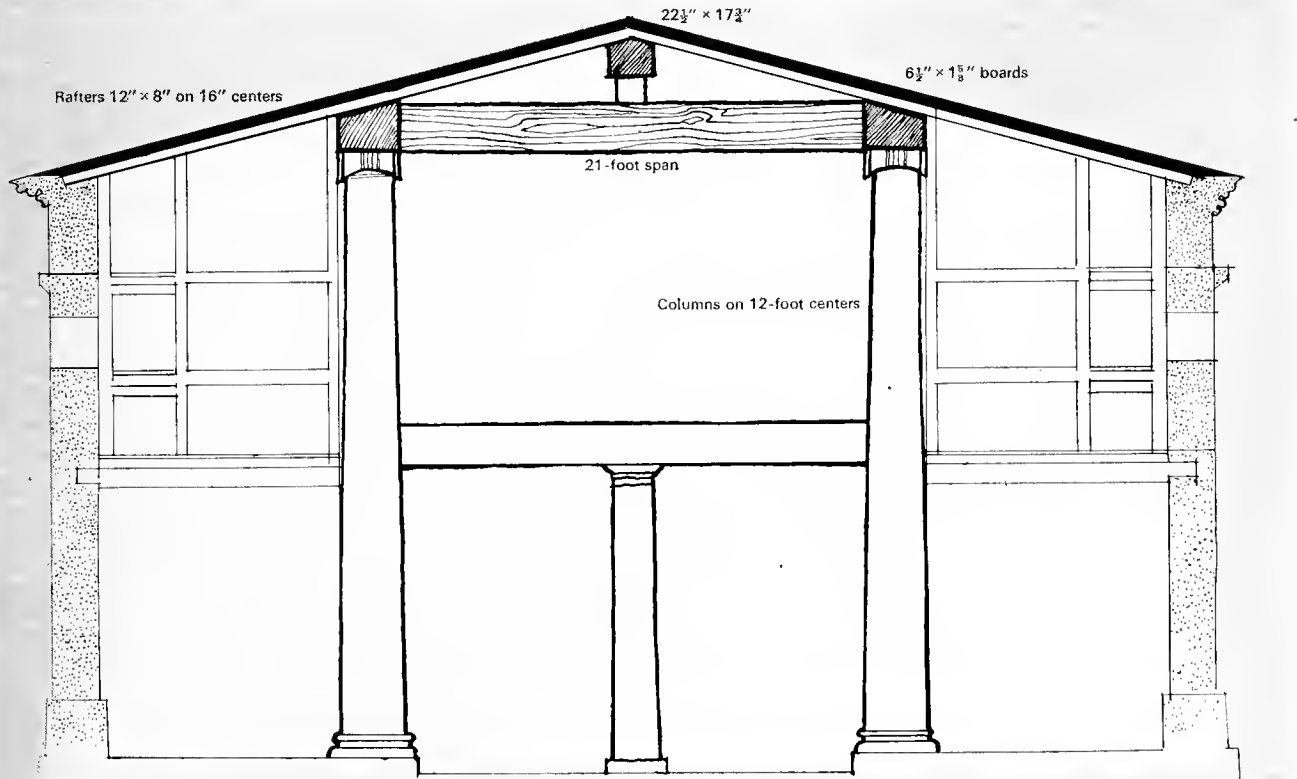 22½" × 17¾"
6½" × 1⅝" boards
Rafters 12" × 8" on 16" centers
21-foot span
Columns on 12-foot centers